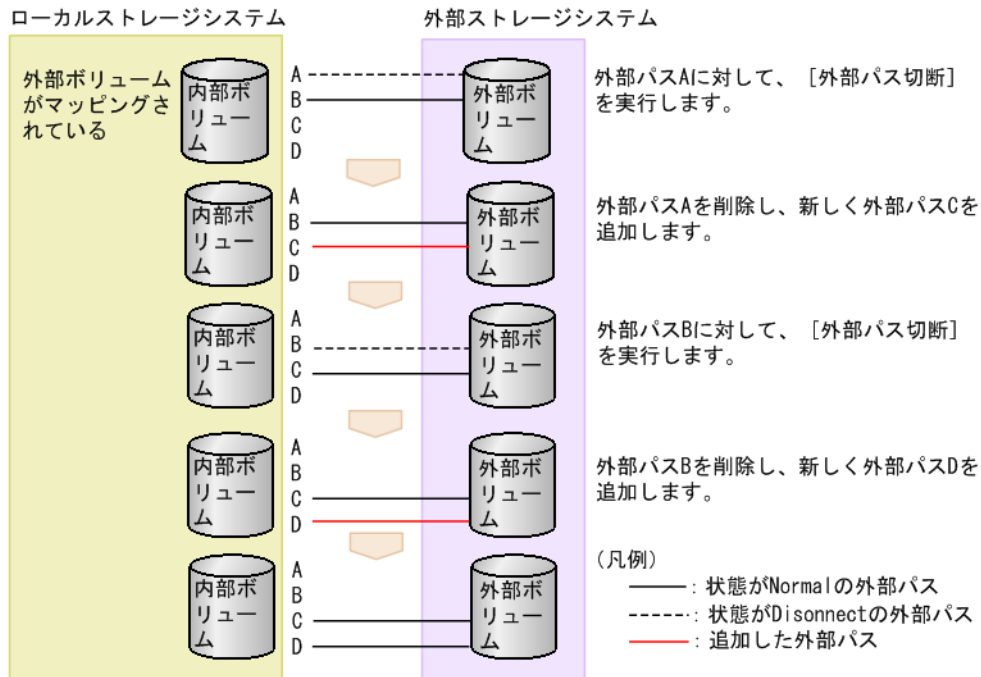 ローカルストレージシステム
外部ストレージシステム
外部ボリューム
がマッピングさ
れている
内部ボ
リュー
ム
A
B
C
D
外部ボ
リュー
ム
外部パスAに対して、［外部パス切断］
を実行します。
内部ボ
リュー
ム
A
B
C
D
外部ボ
リュー
ム
外部パスAを削除し、新しく外部パスCを
追加します。
内部ボ
リュー
ム
A
B
C
D
外部ボ
リュー
ム
外部パスBに対して、［外部パス切断］
を実行します。
内部ボ
リュー
ム
A
B
C
D
外部ボ
リュー
ム
外部パスBを削除し、新しく外部パスDを
追加します。
内部ボ
リュー
ム
A
B
C
D
外部ボ
リュー
ム
(凡例)
：状態がNormalの外部パス
：状態がDisonnectの外部パス
：追加した外部パス